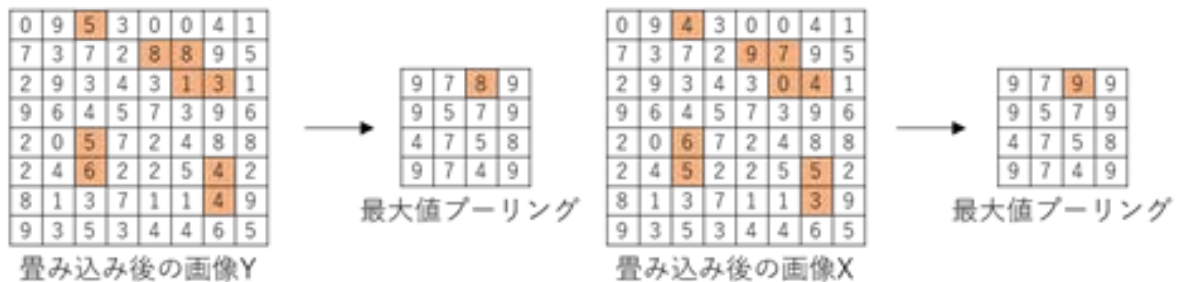 0 9 5 3 0 0 4 1
7 3 7 2 8 8 9 5
2 9 3 4 3 1 3 1
9 6 4 5 7 3 9 6
2 0 5 7 2 4 8 8
2 4 6 2 2 5 4 2
8 1 3 7 1 1 4 9
9 3 5 3 4 4 6 5
畳み込み後の画像Y
9 7 8 9
9 5 7 9
4 7 5 8
9 7 4 9
最大値プーリング
0 9 4 3 0 0 4 1
7 3 7 2 9 7 9 5
2 9 3 4 3 0 4 1
9 6 4 5 7 3 9 6
2 0 6 7 2 4 8 8
2 4 5 2 2 5 5 2
8 1 3 7 1 1 3 9
9 3 5 3 4 4 6 5
畳み込み後の画像X
9 7 9 9
9 5 7 9
4 7 5 8
9 7 4 9
最大値プーリング